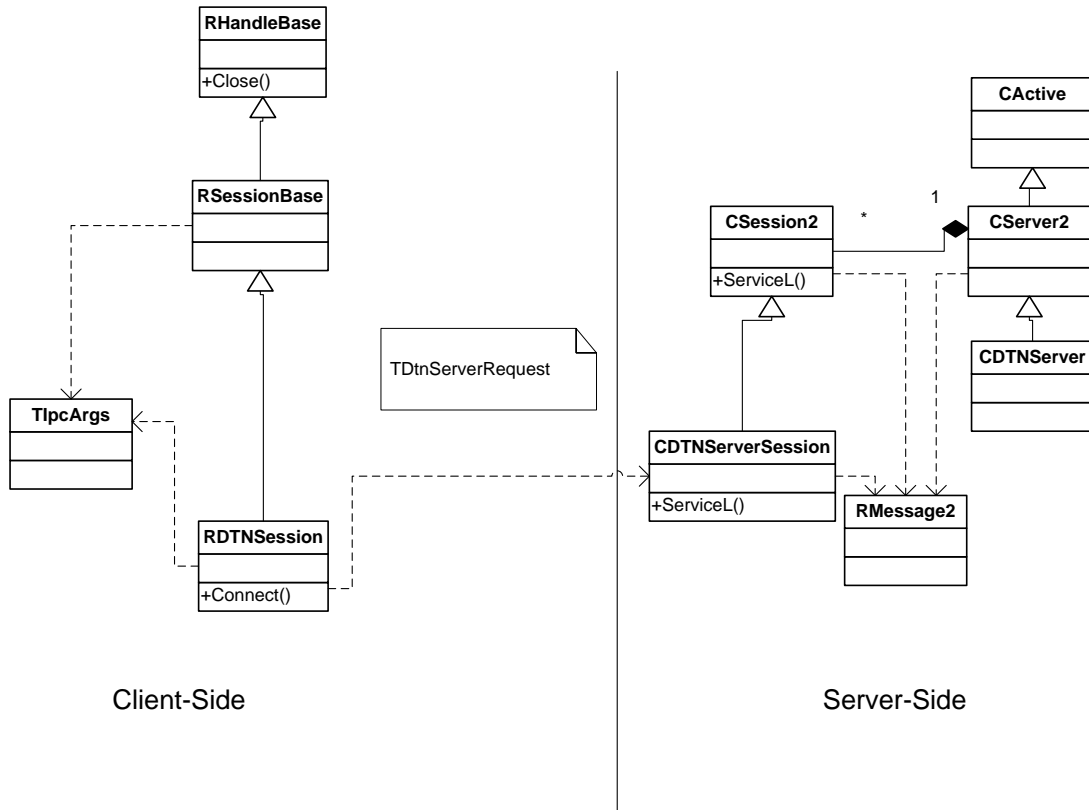 RHandleBase
+Close()
CActive
RSessionBase
CSession2
+ServiceL()
*
1
CServer2
TDtnServerRequest
CDTNServer
TIpcArgs
CDTNServerSession
+ServiceL()
RMessage2
RDTNSession
+Connect()
Client-Side
Server-Side